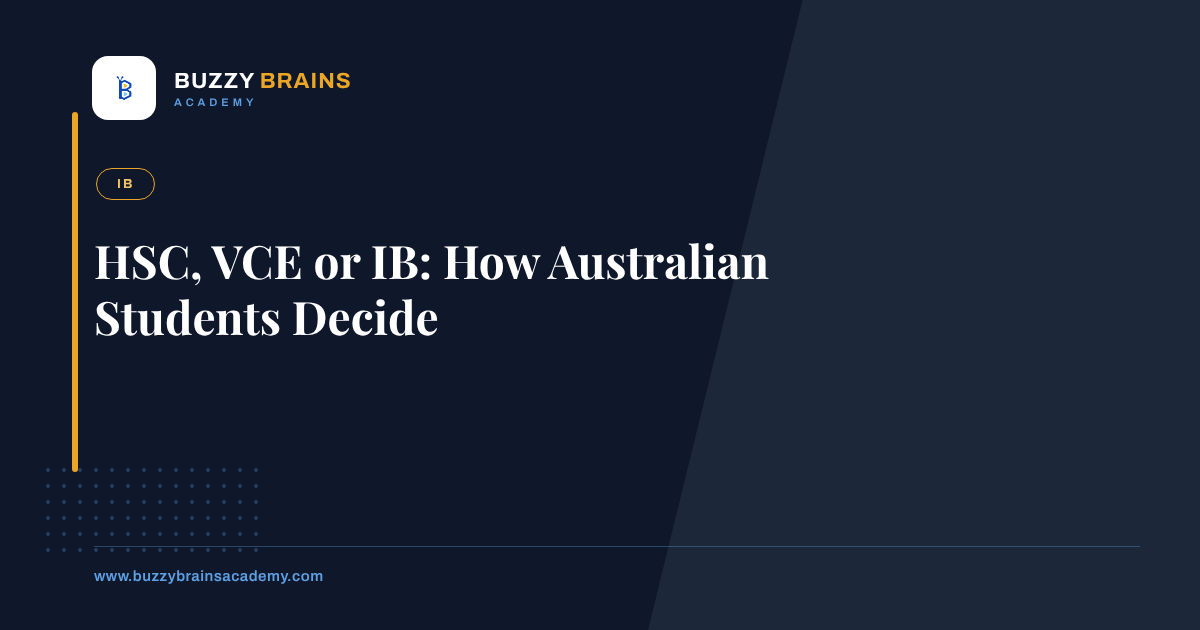 BUZZY BRAINS
ACADEMY
IB
HSC, VCE or IB: How Australian
Students Decide
www.buzzybrainsacademy.com